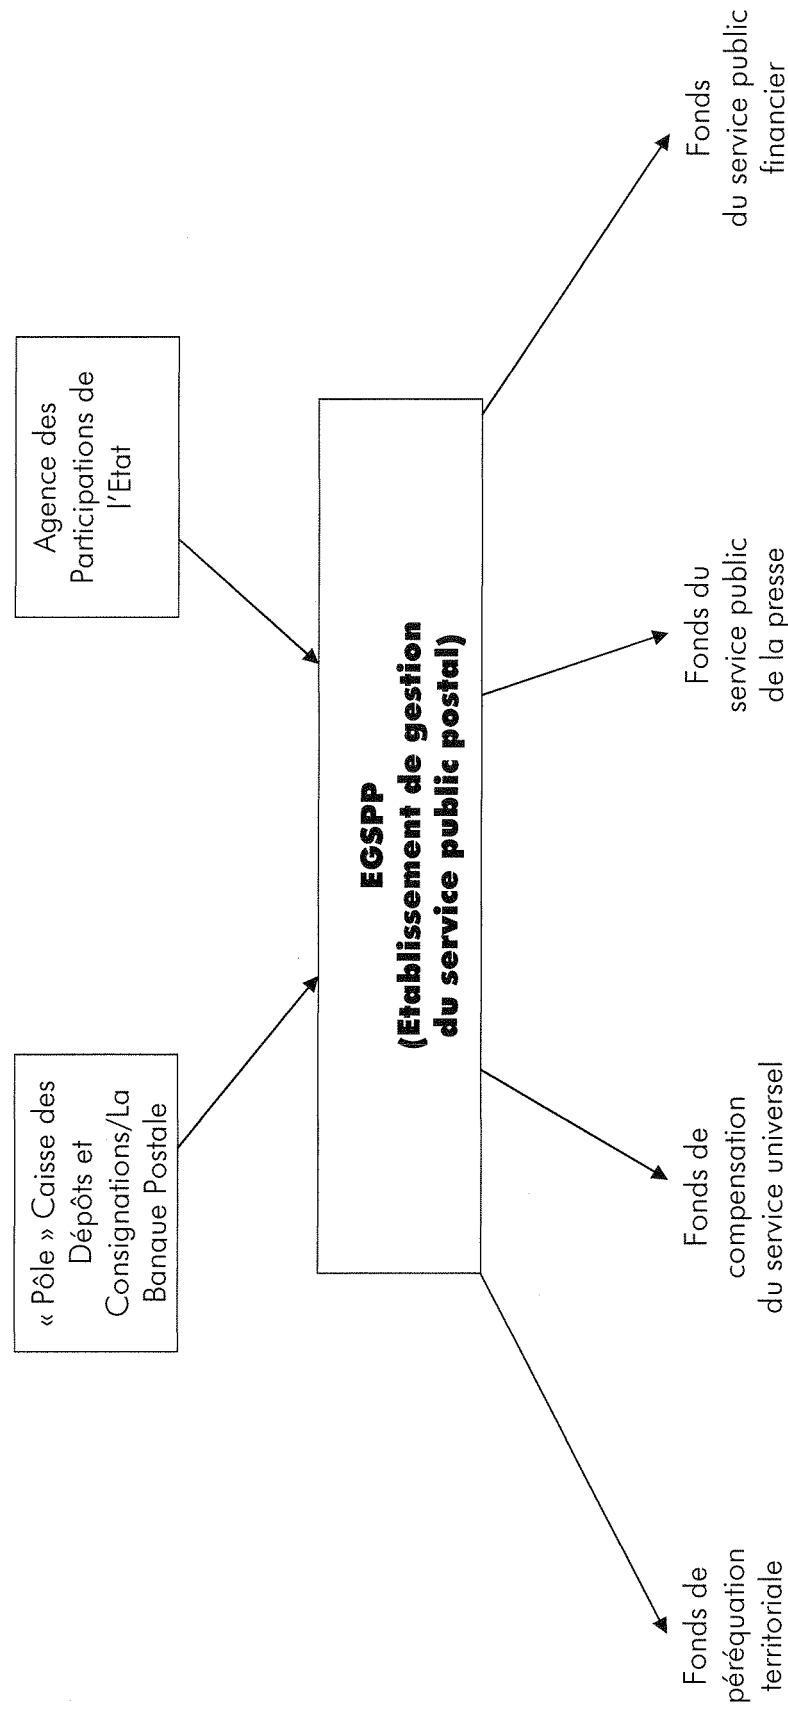 « Pôle » Caisse des
Dépôts et
Consignations/La
Banque Postale
Agence des
Participations de
l'Etat
EGSPP
(Etablissement de gestion
du service public postal)
Fonds de
péréquation
territoriale
Fonds de
compensation
du service universel
Fonds du
service public
de la presse
Fonds
du service public
financier